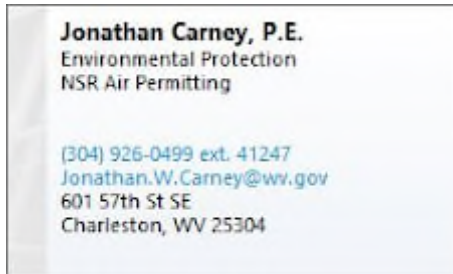 Jonathan Carney, P.E.
Environmental Protection
NSR Air Permitting
(304) 926-0499 ext. 41247
Jonathan.W.Carney@wv.gov
601 57th St SE
Charleston, WV 25304